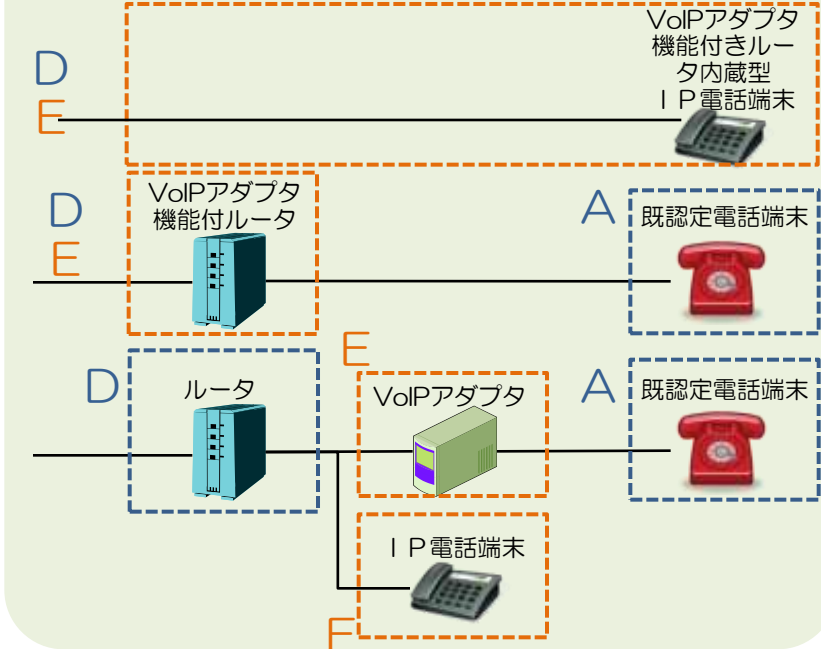 VoIPアダプタ
機能付きルー
タ内蔵型
ＩＰ電話端末
D
E
VoIPアダプタ
機能付ルータ
D
E
A
既認定電話端末
D
ルータ
E
VoIPアダプタ
A
既認定電話端末
ＩＰ電話端末
E